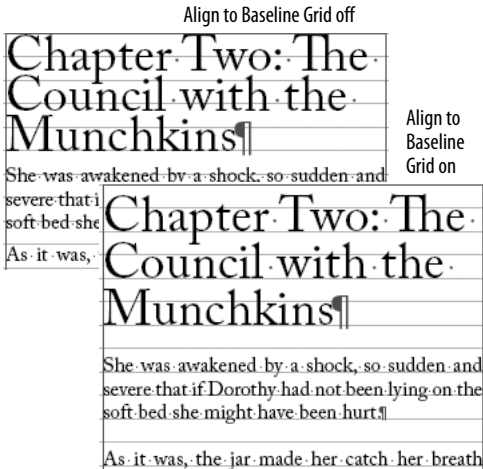 Align to Baseline Grid off
Chapter Two: The
Council with the
Munchkins¶
She was awakened by a shock, so sudden and
severe that i
soft bed she
As it was,
Align to
Baseline
Grid on
Chapter Two: The
Council with the
Munchkins¶
She was awakened by a shock, so sudden and
severe that if Dorothy had not been lying on the
soft bed she might have been hurt.¶
As it was, the jar made her catch her breath